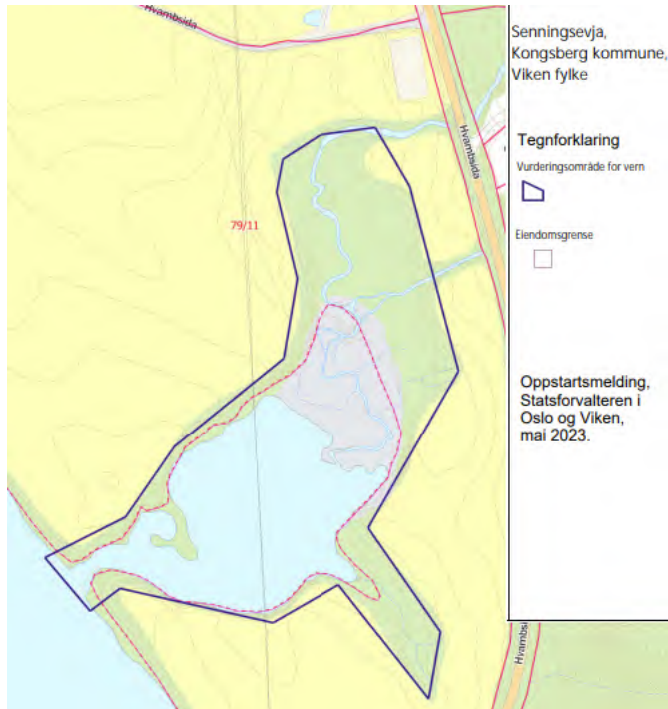 Hvambsida
Senningsevja,
Kongsberg kommune,
Viken fylke
Tegnforklaring
Vurderingsområde for vern
Eiendomsgrense
Hvambsida
79/11
Oppstartsmelding,
Statsforvalteren i
Oslo og Viken,
mai 2023.
Hvambsi